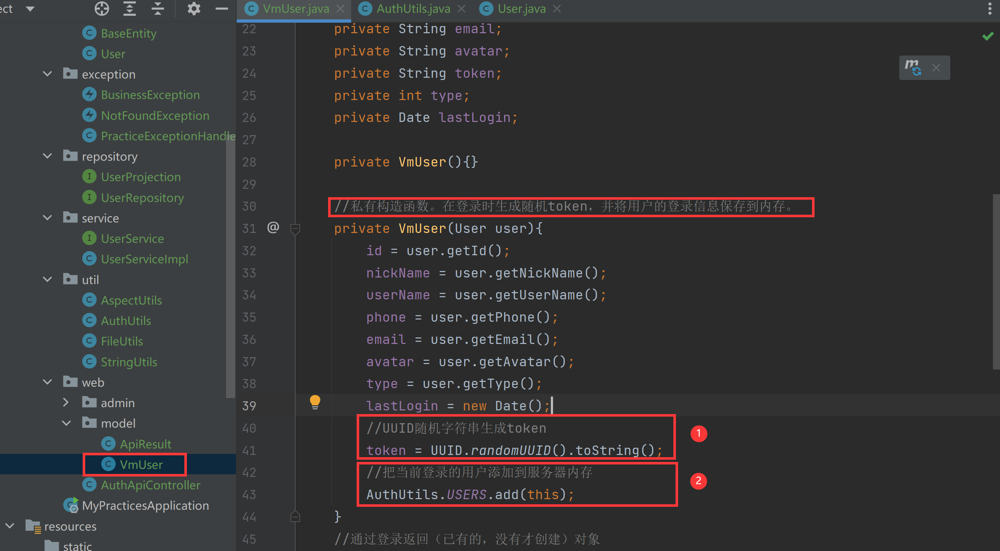 ect
BaseEntity
User
exception
BusinessException
NotFoundException
PracticeExceptionHandle
repository
UserProjection
UserRepository
service
UserService
UserServiceImpl
util
AspectUtils
AuthUtils
FileUtils
StringUtils
web
admin
model
ApiResult
VmUser
AuthApiController
MyPracticesApplication
resources
static
VmUser.java
AuthUtils.java
User.java
22 private String email;
23 private String avatar;
24 private String token;
25 private int type;
26 private Date lastLogin;
27
28 private VmUser(){}
29
30 //私有构造函数。在登录时生成随机token，并将用户的登录信息保存到内存。
31 @ private VmUser(User user){
32 id = user.getId();
33 nickName = user.getNickName();
34 userName = user.getUserName();
35 phone = user.getPhone();
36 email = user.getEmail();
37 avatar = user.getAvatar();
38 type = user.getType();
39 lastLogin = new Date();
40 //UUID随机字符串生成token
41 token = UUID.randomUUID().toString();
1
42 //把当前登录的用户添加到服务器内存
43 AuthUtils.USERS.add(this);
2
44 }
45 //通过登录返回（已有的，没有才创建）对象